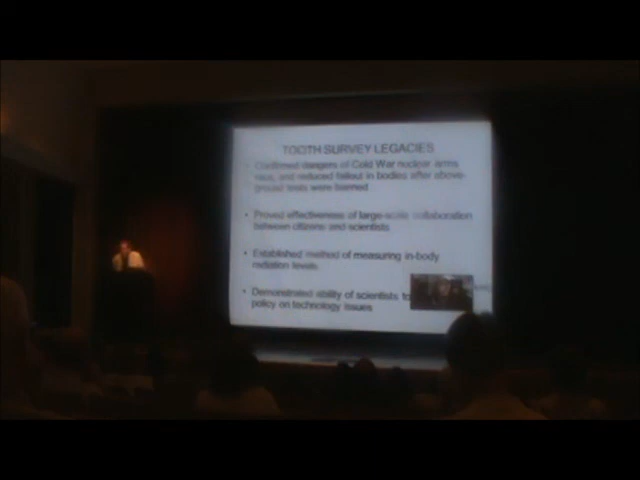 TOOTH SURVEY LEGACIES
• Confirmed dangers of Cold War nuclear arms
race, and reduced fallout in bodies after above-
ground tests were banned
• Proved effectiveness of large-scale collaboration
between citizens and scientists
• Established method of measuring in-body
radiation levels
• Demonstrated ability of scientists to
policy on technology issues